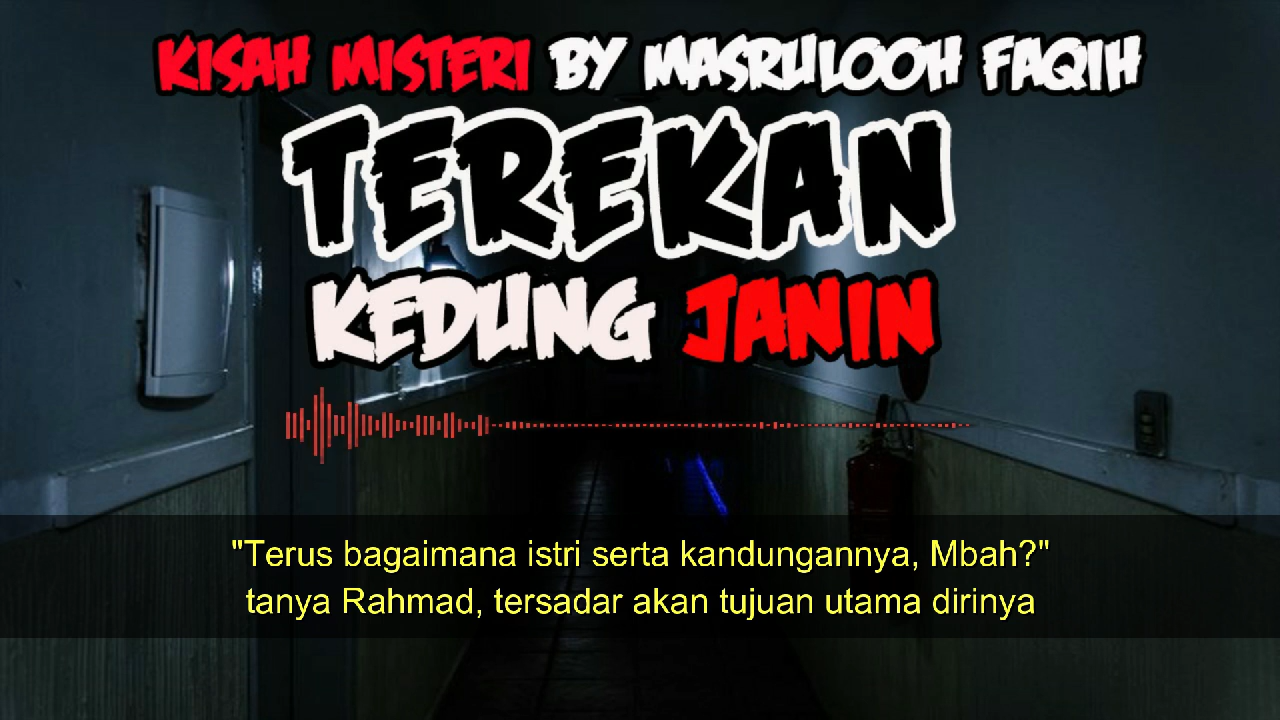 KISAH MISTERI BY MASRULOOH FAQIH
TEREKAN
KEDUNG JANIN
"Terus bagaimana istri serta kandungannya, Mbah?"
tanya Rahmad, tersadar akan tujuan utama dirinya